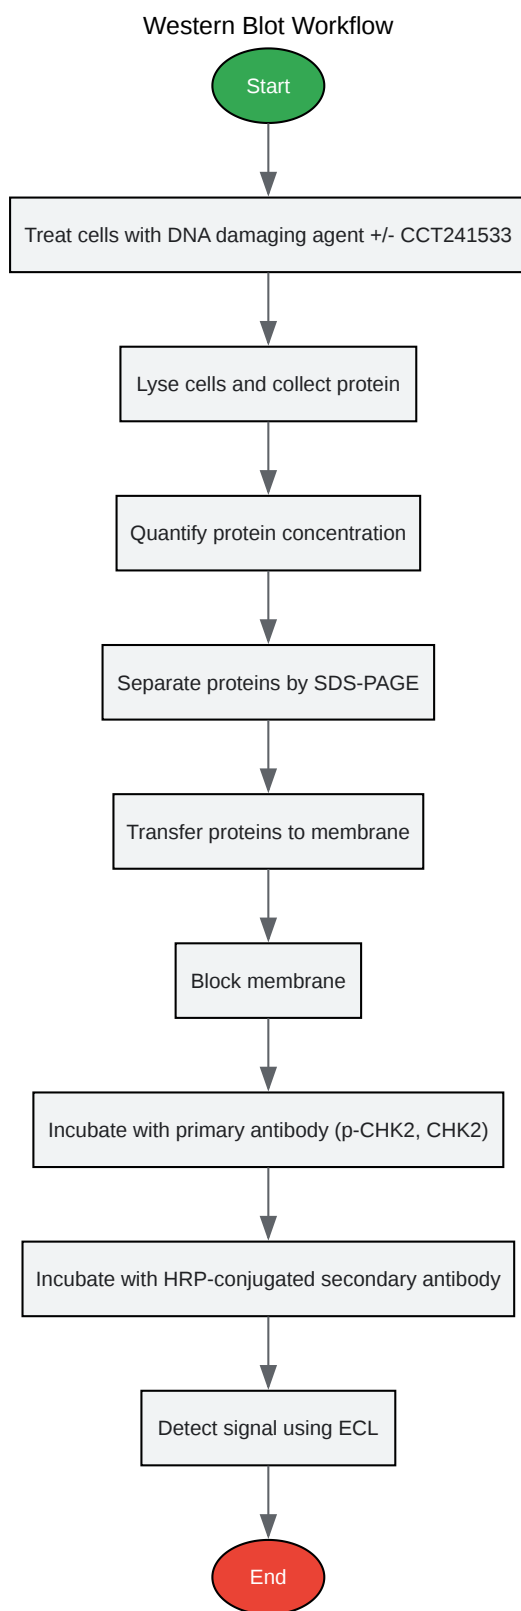 Western Blot Workflow
Start
Treat cells with DNA damaging agent +/- CCT241533
Lyse cells and collect protein
Quantify protein concentration
Separate proteins by SDS-PAGE
Transfer proteins to membrane
Block membrane
Incubate with primary antibody (p-CHK2, CHK2)
Incubate with HRP-conjugated secondary antibody
Detect signal using ECL
End